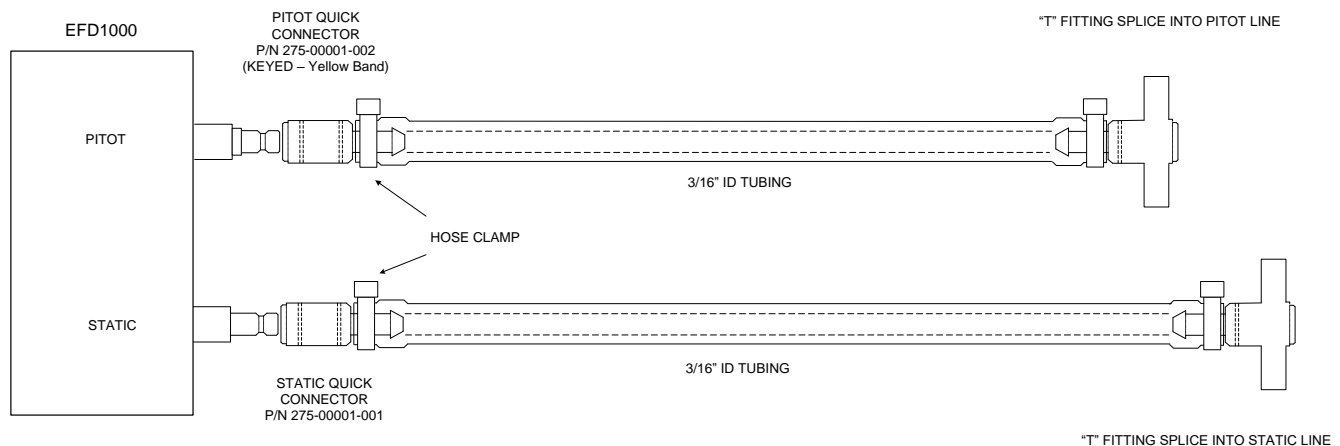 EFD1000
PITOT QUICK
CONNECTOR
P/N 275-00001-002
(KEYED – Yellow Band)
“T” FITTING SPLICE INTO PITOT LINE
PITOT
3/16” ID TUBING
HOSE CLAMP
STATIC
3/16” ID TUBING
STATIC QUICK
CONNECTOR
P/N 275-00001-001
“T” FITTING SPLICE INTO STATIC LINE